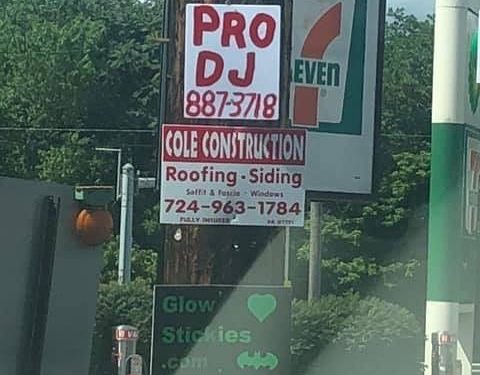 PRO
DJ
887-3718
EVEN
COLE CONSTRUCTION
Roofing - Siding
Soffit & Fascia - Windows
724-963-1784
FULLY INSURED
Glow
Stickies
.com